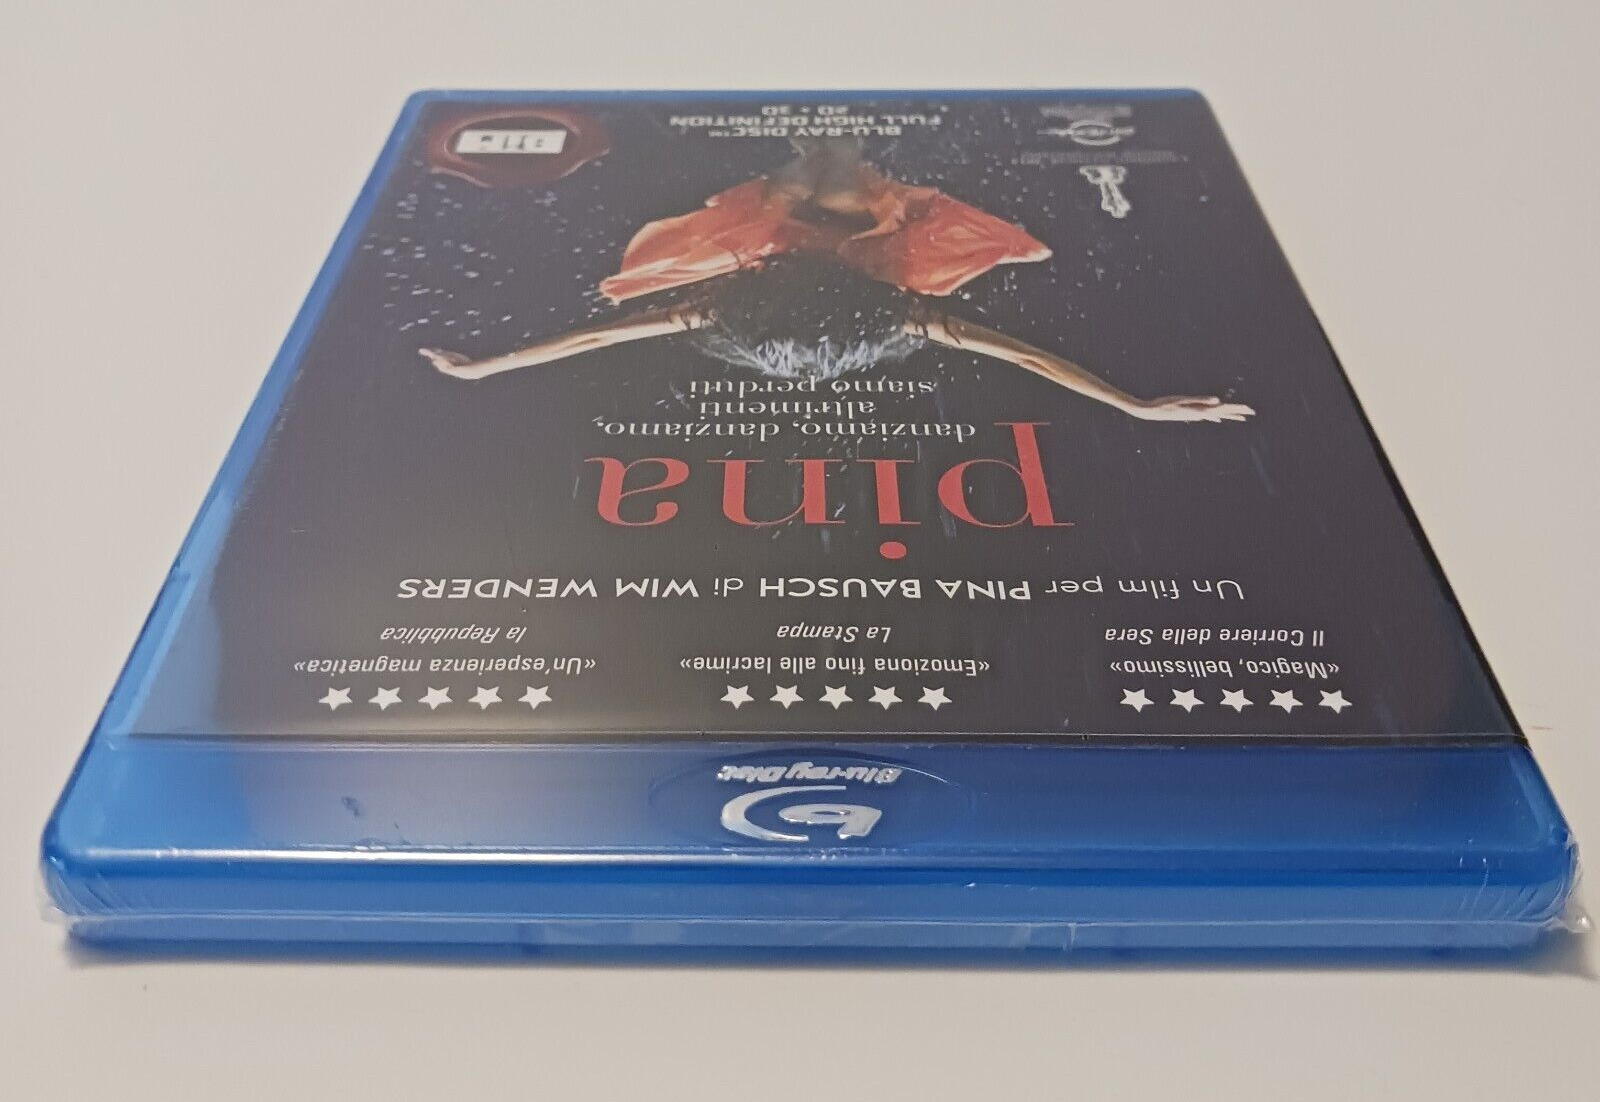 Blu-ray Disc
«Magico, bellissimo»
Il Corriere della Sera
«Emoziona fino alle lacrime»
La Stampa
«Un'esperienza magnetica»
la Repubblica
Un film per PINA BAUSCH di WIM WENDERS
pina
danziamo, danziamo,
altrimenti
siamo perduti
BLU-RAY DISC™
FULL HIGH DEFINITION
2D + 3D